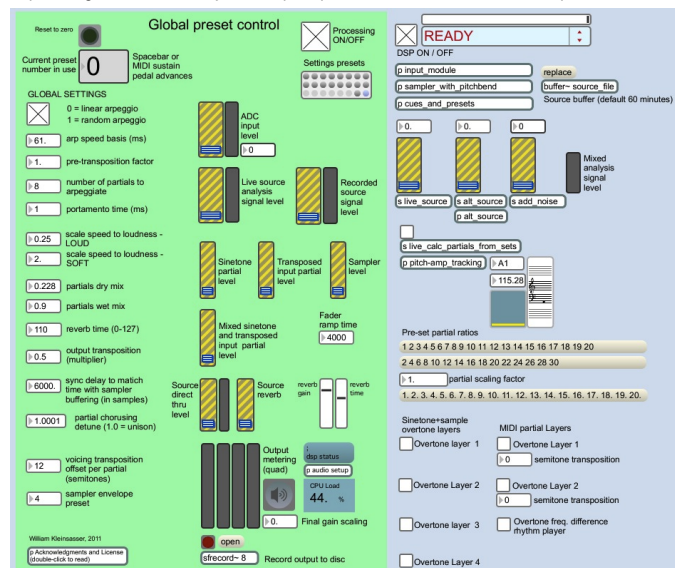 Global preset control
Reset to zero
Processing
ON/OFF
Current preset
number in use
0
Spacebar or
MIDI sustain
pedal advances
Settings presets
GLOBAL SETTINGS
0 = linear arpeggio
1 = random arpeggio
61.
arp speed basis (ms)
1.
pre-transposition factor
8
number of partials to
arpeggiate
1
portamento time (ms)
0.25
scale speed to loudness -
LOUD
2.
scale speed to loudness -
SOFT
0.228
partials dry mix
0.9
partials wet mix
110
reverb time (0-127)
0.5
output transposition
(multiplier)
6000.
sync delay to matich
time with sampler
buffering (in samples)
1.0001
partial chorusing
detune (1.0 = unison)
12
voicing transposition
offset per partial
(semitones)
4
sampler envelope
preset
William Kleinsasser, 2011
p Acknowledgments and License
(double-click to read)
ADC
input
level
0
Live source
analysis
signal level
Recorded
source
signal
level
Sinetone
partial
level
Transposed
input partial
level
Sampler
level
Mixed sinetone
and transposed
input partial
level
Fader
ramp time
4000
Source
direct
thru
level
Source
reverb
reverb
gain
reverb
time
Output
metering
(quad)
:
dsp status
p audio setup
CPU Load
44. %
0.
Final gain scaling
open
sfrecord~ 8
Record output to disc
READY
DSP ON / OFF
p input_module
p sampler_with_pitchbend
p cues_and_presets
replace
buffer~ source_file
Source buffer (default 60 minutes)
0.
0.
0
Mixed
analysis
signal
level
s live_source
s alt_source
s add_noise
p alt_source
s live_calc_partials_from_sets
p pitch-amp_tracking
A1
115.28
Pre-set partial ratios
1 2 3 4 5 6 7 8 9 10 11 12 13 14 15 16 17 18 19 20
2 4 6 8 10 12 14 16 18 20 22 24 26 28 30
1.
partial scaling factor
1. 2. 3. 4. 5. 6. 7. 8. 9. 10. 11. 12. 13. 14. 15. 16. 17. 18. 19. 20.
Sinetone+sample
overtone layers
MIDI partial Layers
Overtone layer 1
Overtone Layer 1
0
semitone transposition
Overtone Layer 2
Overtone Layer 2
0
semitone transposition
Overtone layer 3
Overtone freq. difference
rhythm player
Overtone Layer 4